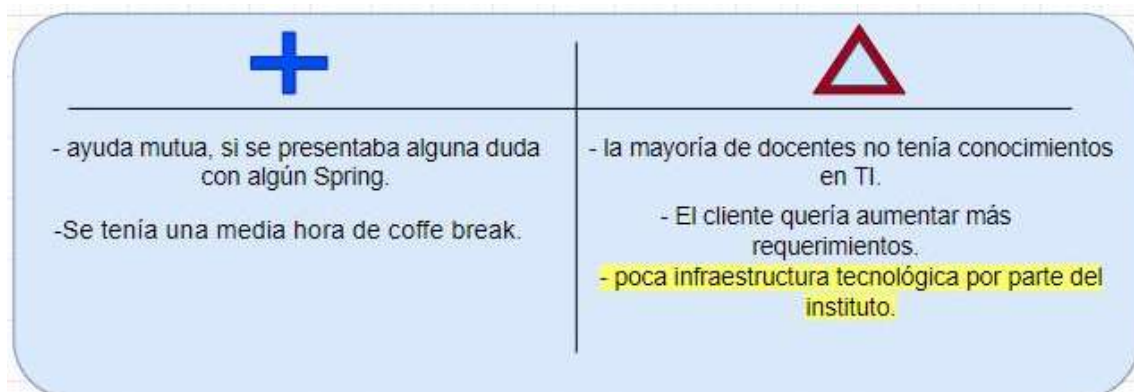 - ayuda mutua, si se presentaba alguna duda
con algún Spring.
-Se tenía una media hora de coffe break.
- la mayoría de docentes no tenía conocimientos
en TI.
- El cliente quería aumentar más
requerimientos.
- poca infraestructura tecnológica por parte del
instituto.